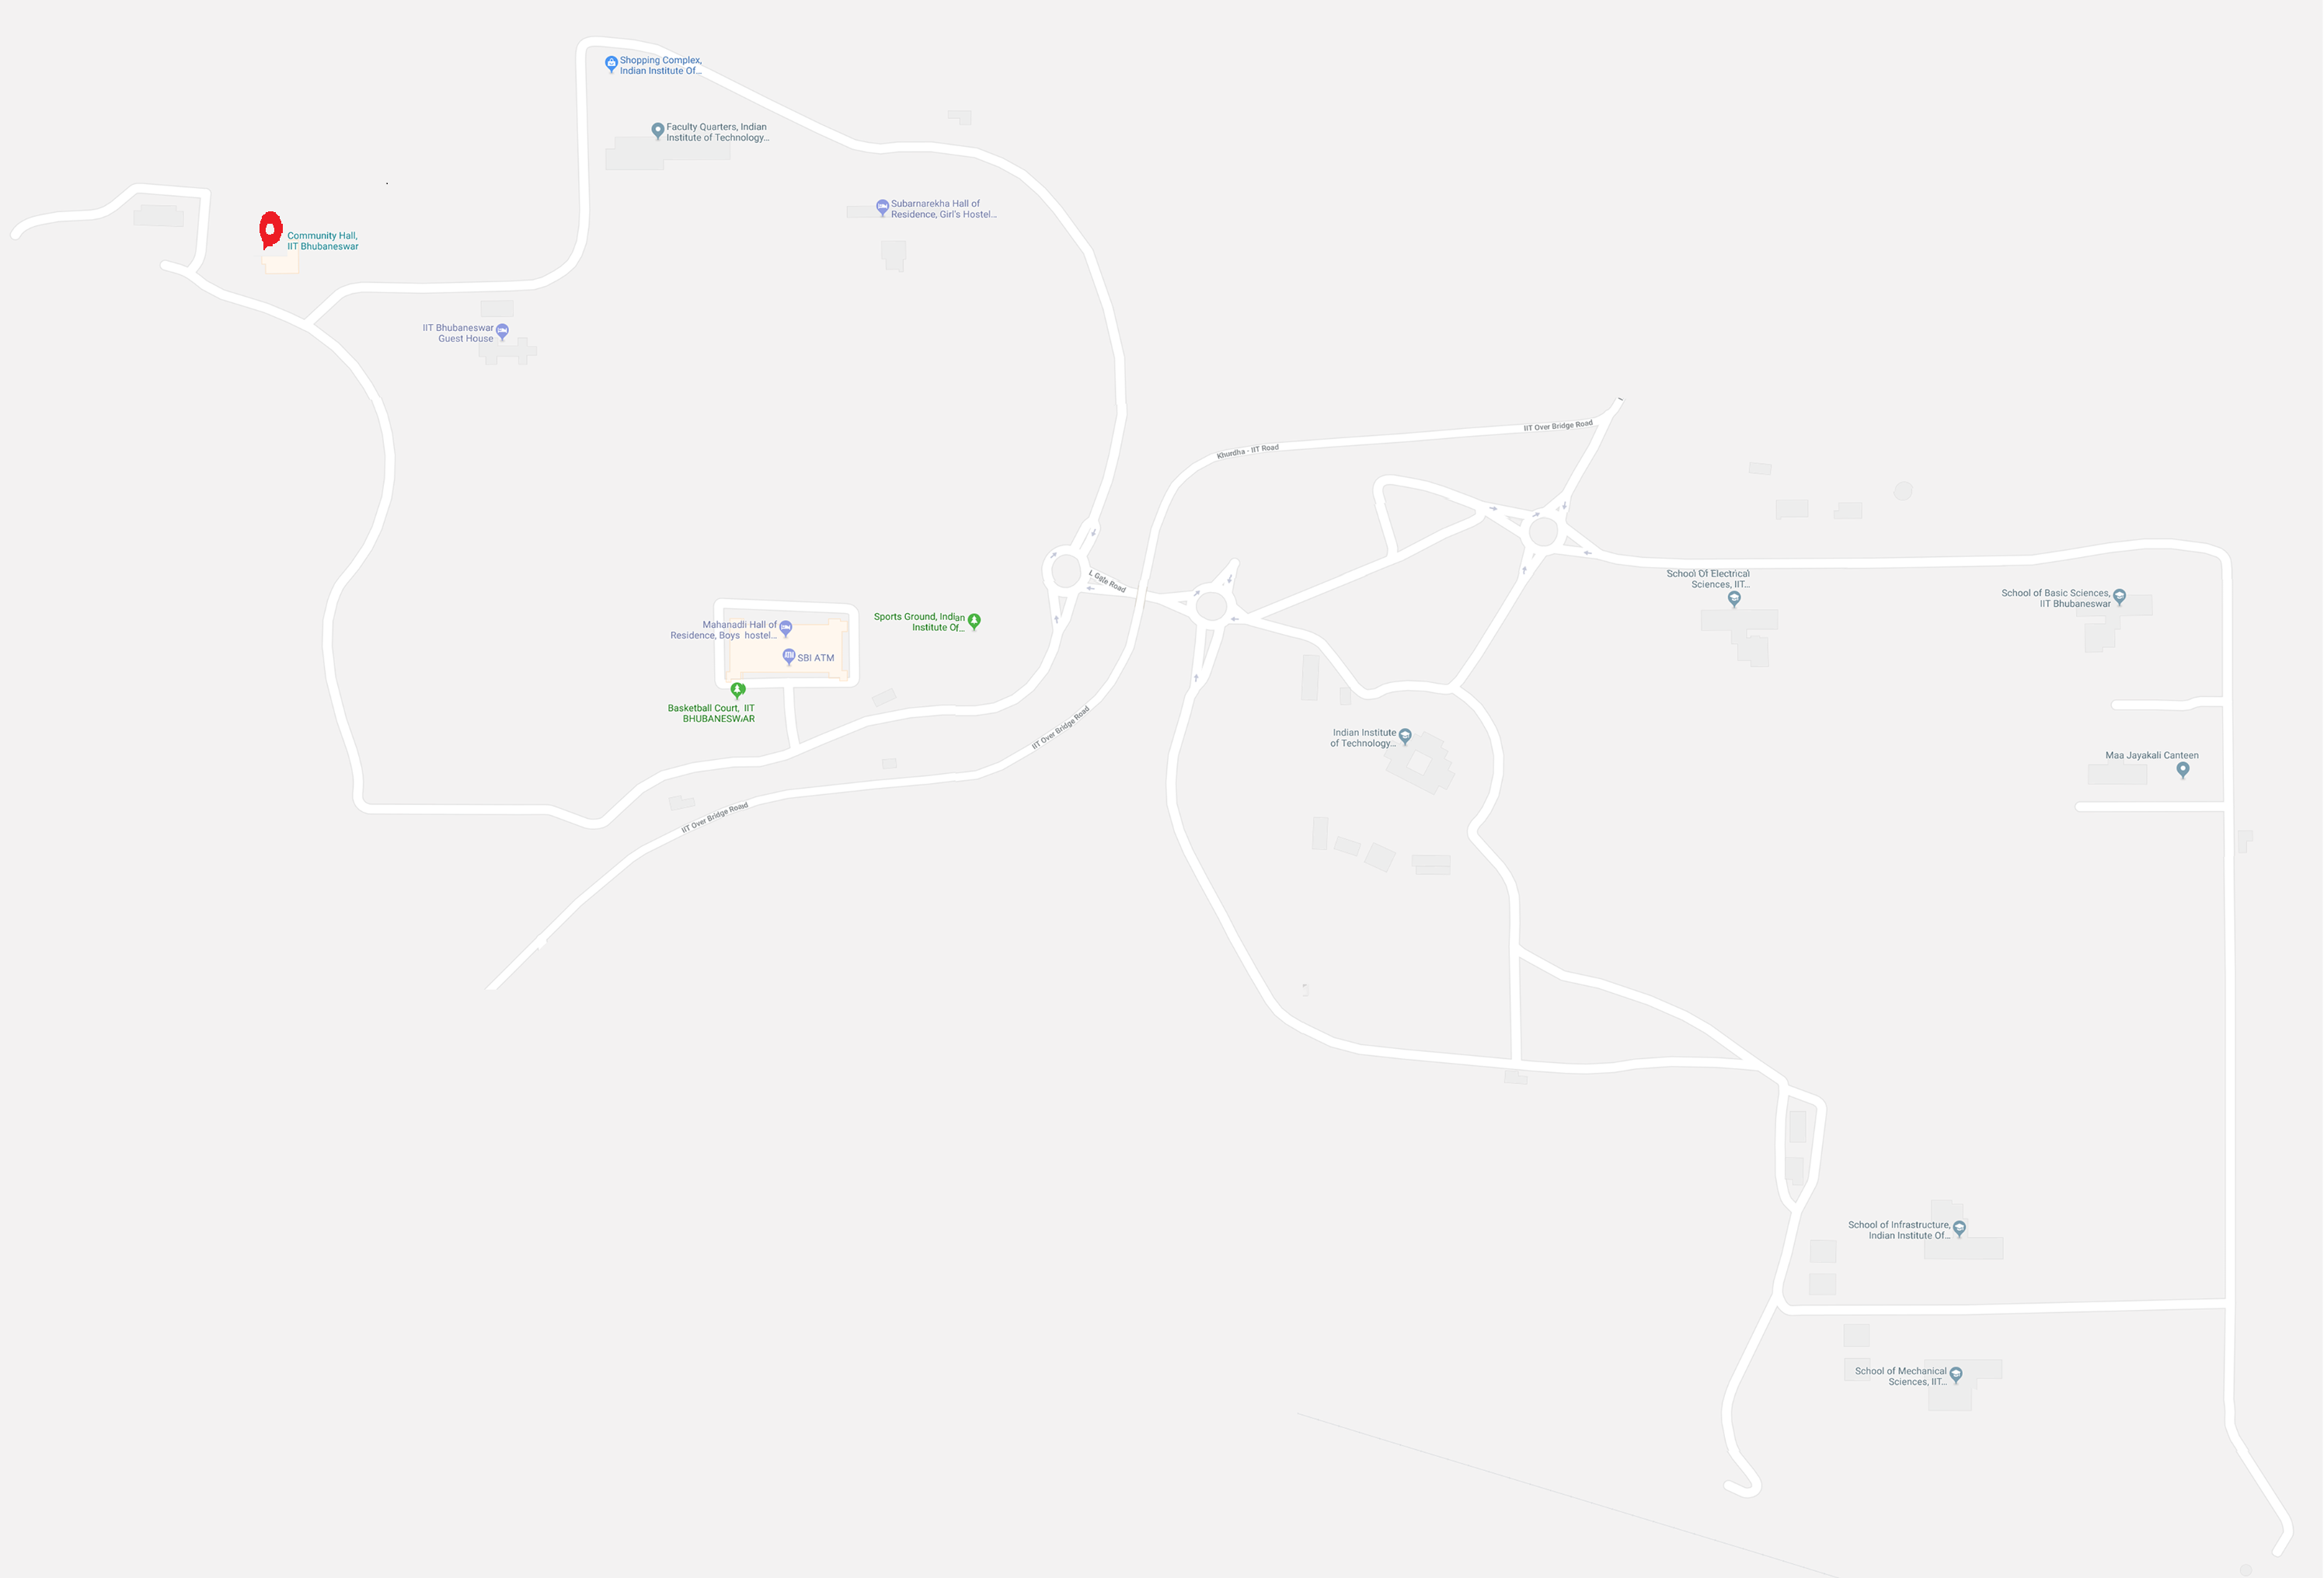 Shopping Complex,
Indian Institute Of...
Faculty Quarters, Indian
Institute of Technology...
Subarnarekha Hall of
Residence, Girl's Hostel...
Community Hall,
IIT Bhubaneswar
IIT Bhubaneswar
Guest House
IIT Over Bridge Road
Khurdha - IIT Road
L Gate Road
School Of Electrical
Sciences, IIT...
School of Basic Sciences,
IIT Bhubaneswar
Sports Ground, Indian
Institute Of...
Mahanadi Hall of
Residence, Boys hostel...
ATM
SBI ATM
Basketball Court, IIT
BHUBANESWAR
IIT Over Bridge Road
Indian Institute
of Technology...
Maa Jayakali Canteen
IIT Over Bridge Road
School of Infrastructure,
Indian Institute Of...
School of Mechanical
Sciences, IIT...